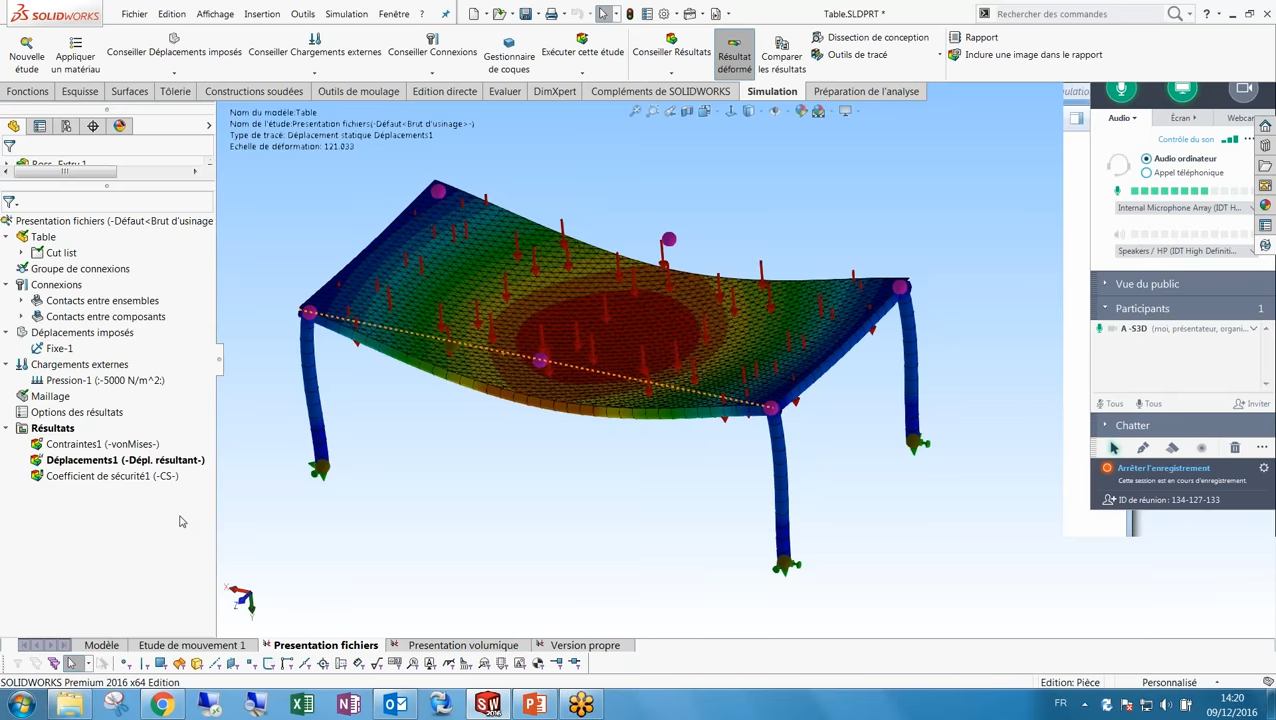 SOLIDWORKS
Fichier Edition Affichage Insertion Outils Simulation Fenêtre
Table.SLDPRT *
Rechercher des commandes
Nouvelle étude
Appliquer un matériau
Conseiller Déplacements imposés
Conseiller Chargements externes
Conseiller Connexions
Gestionnaire de coques
Exécuter cette étude
Conseiller Résultats
Résultat déformé
Comparer les résultats
Dissection de conception
Outils de tracé
Rapport
Inclure une image dans le rapport
Fonctions Esquisse Surfaces Tôlerie Constructions soudées Outils de moulage Edition directe Evaluer DimXpert Compléments de SOLIDWORKS Simulation Préparation de l'analyse
Nom du modèle:Table
Nom de l'étude:Presentation fichiers(-Défaut<Brut d'usinage>-)
Type de tracé: Déplacement statique Déplacements1
Echelle de déformation: 121.033
Presentation fichiers (-Défaut<Brut d'usinage
Table
Cut list
Groupe de connexions
Connexions
Contacts entre ensembles
Contacts entre composants
Déplacements imposés
Fixe-1
Chargements externes
Pression-1 (:-5000 N/m^2:)
Maillage
Options des résultats
Résultats
Contraintes1 (-vonMises-)
Déplacements1 (-Dépl. résultant-)
Coefficient de sécurité1 (-CS-)
X
Z
Y
Audio Écran Webcam
Contrôle du son
Audio ordinateur
Appel téléphonique
Internal Microphone Array (IDT H...
Speakers / HP (IDT High Definiti...
Vue du public
Participants 1
A -S3D (moi, présentateur, organi...
Tous Tous Inviter
Chatter
Arrêter l'enregistrement
Cette session est en cours d'enregistrement.
ID de réunion : 134-127-133
Modèle Etude de mouvement 1 Presentation fichiers Presentation volumique Version propre
SOLIDWORKS Premium 2016 x64 Edition
Edition: Pièce
Personnalisé
FR
14:20
09/12/2016